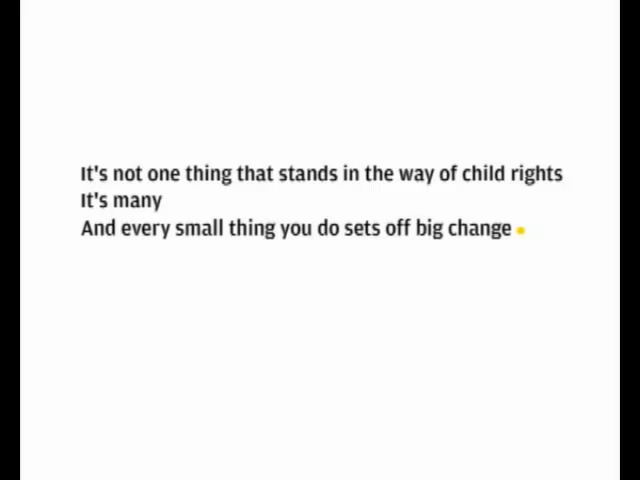 It's not one thing that stands in the way of child rights
It's many
And every small thing you do sets off big change